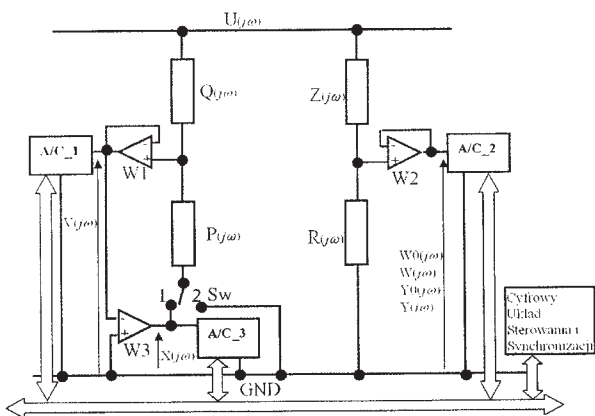 U(jω)
Q(jω)
Z(jω)
A/C_1
W1
A/C_2
W2
V(jω)
P(jω)
R(jω)
W0(jω)
W(jω)
Y0(jω)
Y(jω)
1
2
Sw
W3
X(jω)
A/C_3
GND
Cyfrowy
Układ
Sterowania i
Synchronizacji
-
+
-
+
-
+